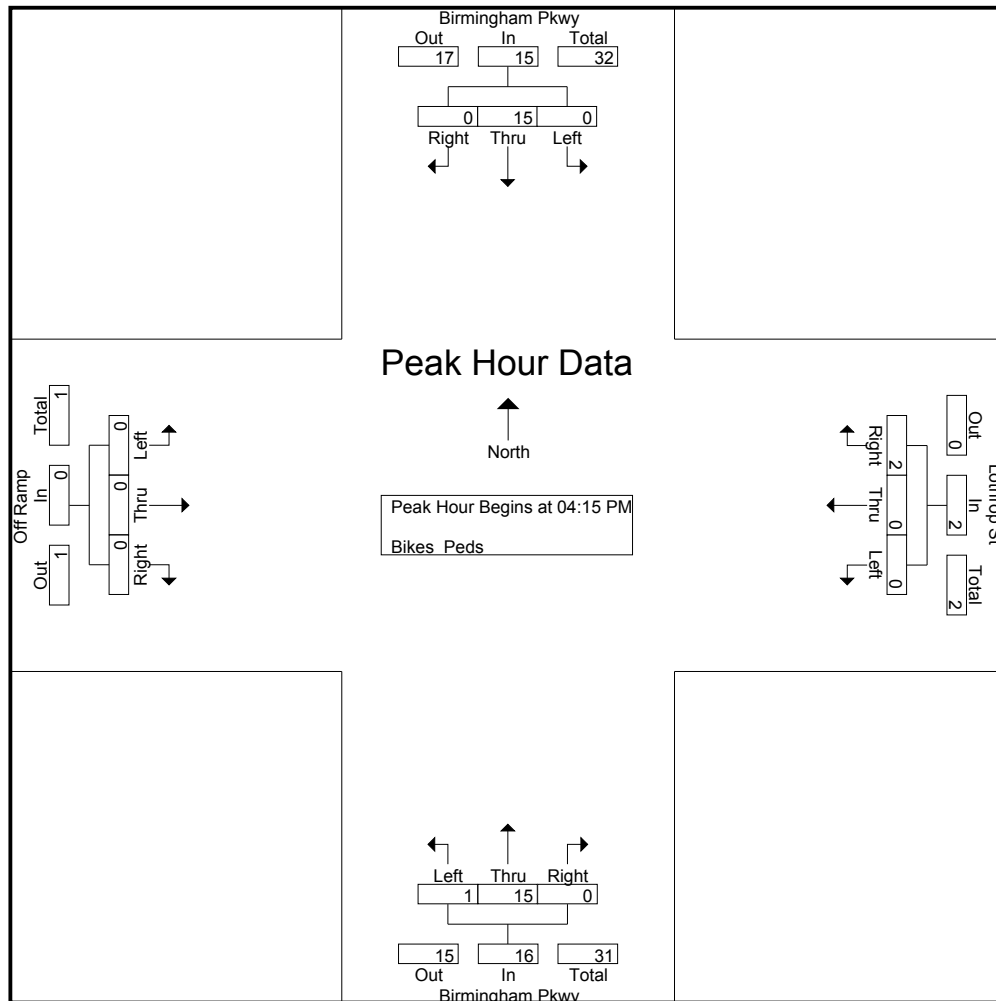 Birmingham Pkwy
Out In Total
17 15 32
0 15 0
Right Thru Left
Peak Hour Data
North
Peak Hour Begins at 04:15 PM
Bikes Peds
Off Ramp
Total In Out
1 0 1
0 0 0
Left Thru Right
Lothrop St
Out In Total
0 2 2
2 0 0
Right Thru Left
Left Thru Right
1 15 0
15 16 31
Out In Total
Birmingham Pkwy